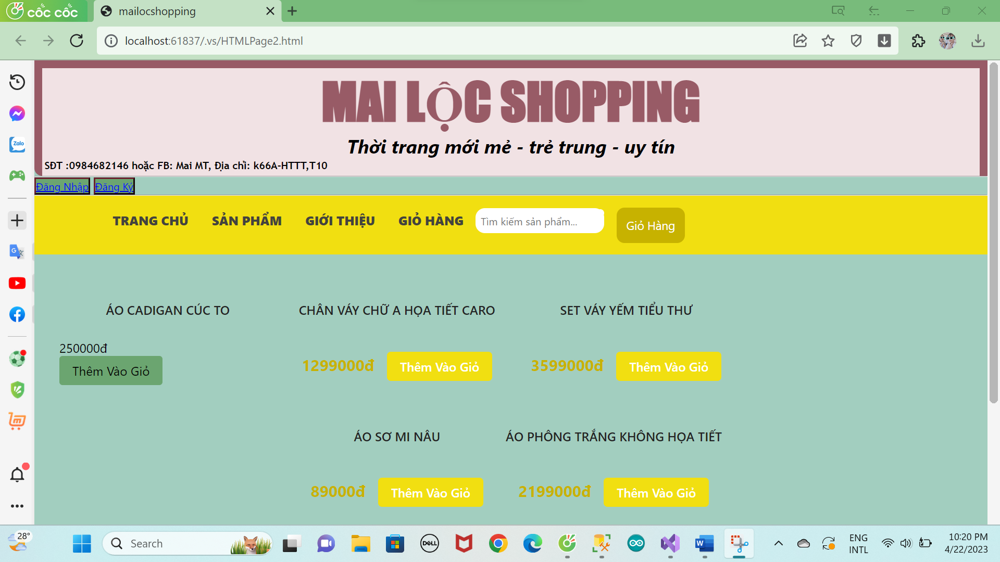 cốc cốc
mailocshopping
localhost:61837/.vs/HTMLPage2.html
MAI LỘC SHOPPING
Thời trang mới mẻ - trẻ trung - uy tín
SĐT :0984682146 hoặc FB: Mai MT, Địa chỉ: k66A-HTTT,T10
Đăng Nhập Đăng Ký
TRANG CHỦ SẢN PHẨM GIỚI THIỆU GIỎ HÀNG Tìm kiếm sản phẩm... Giỏ Hàng
Zalo
ÁO CADIGAN CÚC TO CHÂN VÁY CHỮ A HỌA TIẾT CARO SET VÁY YẾM TIỂU THƯ
250000đ
Thêm Vào Giỏ
1299000đ Thêm Vào Giỏ 3599000đ Thêm Vào Giỏ
ÁO SƠ MI NÂU ÁO PHÔNG TRẮNG KHÔNG HỌA TIẾT
89000đ Thêm Vào Giỏ 2199000đ Thêm Vào Giỏ
28° Search DELL W ENG 10:20 PM
INTL 4/22/2023